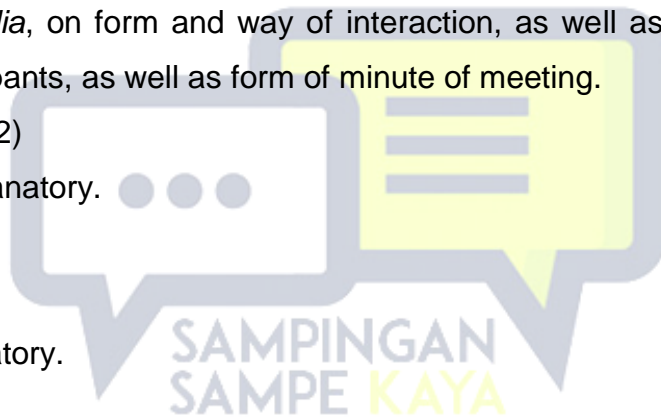 dia, on form and way of interaction, as well as
pants, as well as form of minute of meeting.
2)
anatory.
atory.
SAMPINGAN
SAMPE KAYA